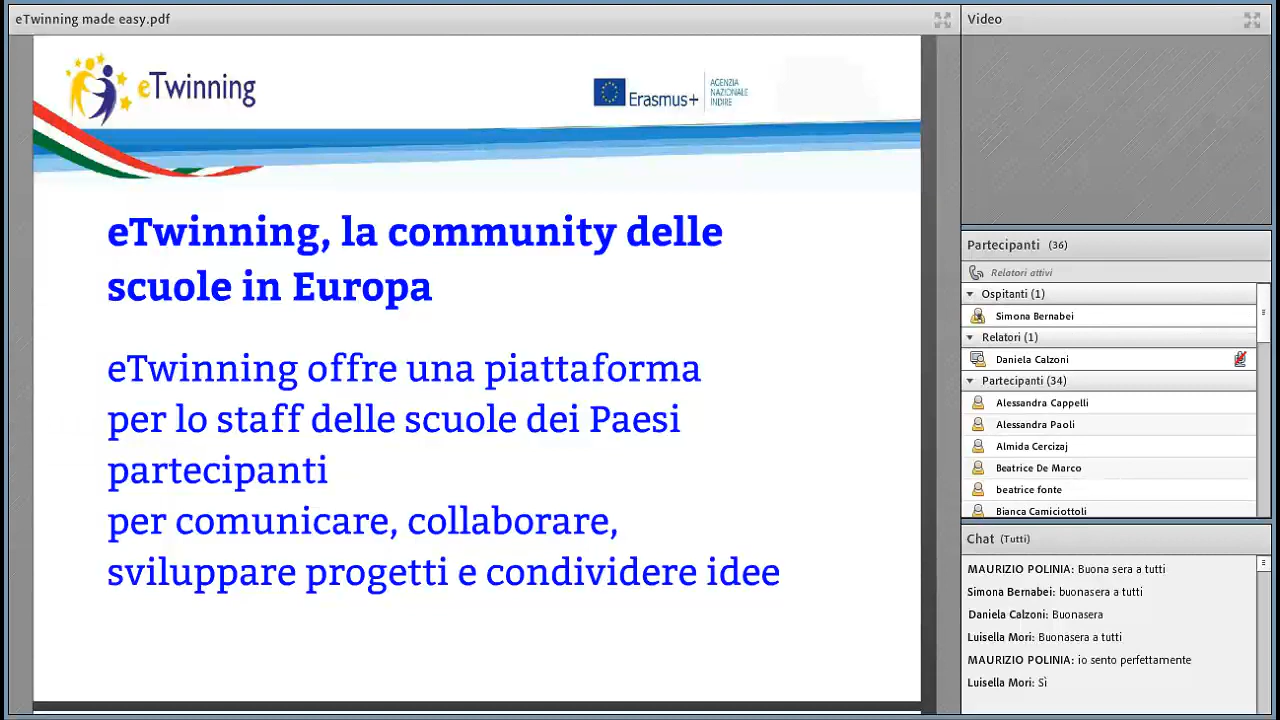 eTwinning made easy.pdf
eTwinning
Erasmus+
AGENZIA
NAZIONALE
INDIRE
eTwinning, la community delle
scuole in Europa
eTwinning offre una piattaforma
per lo staff delle scuole dei Paesi
partecipanti
per comunicare, collaborare,
sviluppare progetti e condividere idee
Video
Partecipanti (36)
Relatori attivi
Ospitanti (1)
Simona Bernabei
Relatori (1)
Daniela Calzoni
Partecipanti (34)
Alessandra Cappelli
Alessandra Paoli
Almida Cercizaj
Beatrice De Marco
beatrice fonte
Bianca Camiciottoli
Chat (Tutti)
MAURIZIO POLINIA: Buona sera a tutti
Simona Bernabei: buonasera a tutti
Daniela Calzoni: Buonasera
Luisella Mori: Buonasera a tutti
MAURIZIO POLINIA: io sento perfettamente
Luisella Mori: Sì